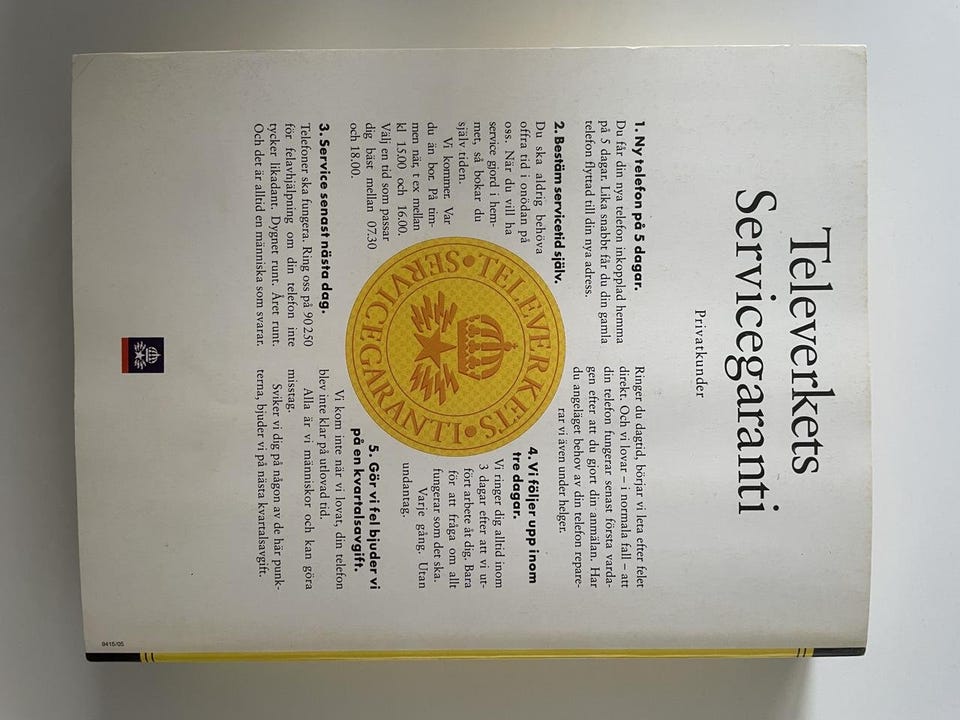 Televerkets
Servicegaranti
Privatkunder
1. Ny telefon på 5 dagar.
Du får din nya telefon inkopplad hemma
på 5 dagar. Lika snabbt får du din gamla
telefon flyttad till din nya adress.
2. Bestäm servicetid själv.
Du ska aldrig behöva
offra tid i onödan på
oss. När du vill ha
service gjord i hem-
met, så bokar du
själv tiden.
Vi kommer. Var
du än bor. På tim-
men när, t ex mellan
kl 15.00 och 16.00.
Välj en tid som passar
dig bäst mellan 07.30
och 18.00.
3. Service senast nästa dag.
Telefoner ska fungera. Ring oss på 90 250
för felavhjälpning om din telefon inte
tycker likadant. Dygnet runt. Året runt.
Och det är alltid en människa som svarar.
Ringer du dagtid, börjar vi leta efter felet
direkt. Och vi lovar – i normala fall – att
din telefon fungerar senast första varda-
gen efter att du gjort din anmälan. Har
du angeläget behov av din telefon repare-
rar vi även under helger.
4. Vi följer upp inom
tre dagar.
Vi ringer dig alltid inom
3 dagar efter att vi ut-
fört arbete åt dig. Bara
för att fråga om allt
fungerar som det ska.
Varje gång. Utan
undantag.
5. Gör vi fel bjuder vi
på en kvartalsavgift.
Vi kom inte när vi lovat, din telefon
blev inte klar på utlovad tid.
Alla är vi människor och kan göra
misstag.
Sviker vi dig på någon av de här punk-
terna, bjuder vi på nästa kvartalsavgift.
TELEVERKETS • SERVICEGARANTI •
9415/05